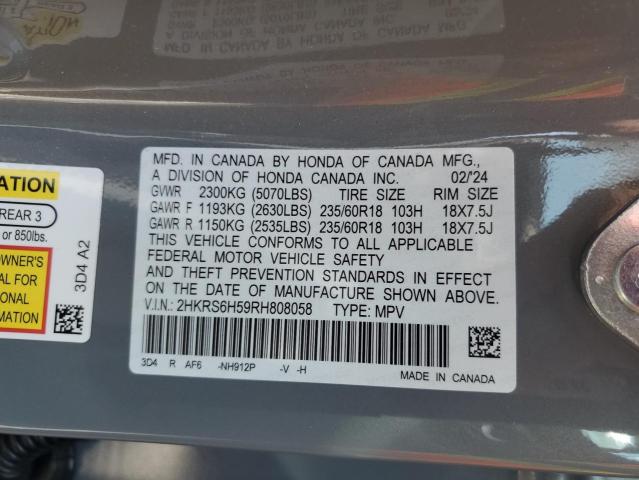 MFD. IN CANADA BY HONDA OF CANADA MFG.,
A DIVISION OF HONDA CANADA INC. 02/'24
GVWR 2300KG (5070LBS) TIRE SIZE RIM SIZE
GAWR F 1193KG (2630LBS) 235/60R18 103H 18X7.5J
GAWR R 1150KG (2535LBS) 235/60R18 103H 18X7.5J
THIS VEHICLE CONFORMS TO ALL APPLICABLE
FEDERAL MOTOR VEHICLE SAFETY
AND THEFT PREVENTION STANDARDS IN EFFECT
ON THE DATE OF MANUFACTURE SHOWN ABOVE.
V.I.N.: 2HKRS6H59RH808058 TYPE: MPV
3D4 R AF6 -NH912P -V -H
MADE IN CANADA
REAR 3
or 850lbs.
OWNER'S
FOR
3D4 A2